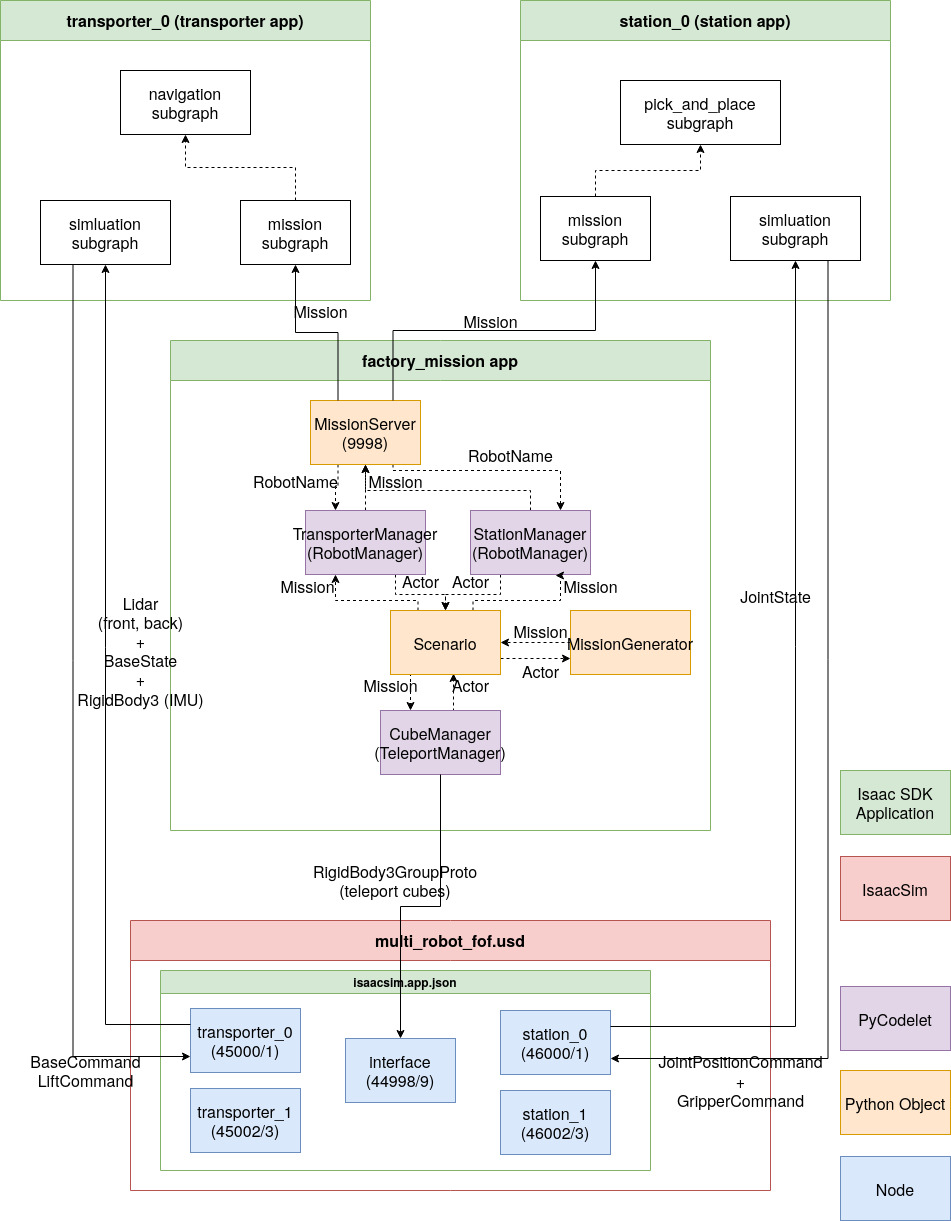 transporter_0 (transporter app)
station_0 (station app)
navigation
subgraph
pick_and_place
subgraph
simluation
subgraph
mission
subgraph
mission
subgraph
simluation
subgraph
Mission
Mission
factory_mission app
MissionServer
(9998)
RobotName
RobotName
Mission
TransporterManager
(RobotManager)
StationManager
(RobotManager)
Mission
Actor
Actor
Mission
Scenario
Mission
MissionGenerator
Actor
Mission
Actor
CubeManager
(TeleportManager)
JointState
Lidar
(front, back)
+
BaseState
+
RigidBody3 (IMU)
RigidBody3GroupProto
(teleport cubes)
multi_robot_fof.usd
isaacsim.app.json
transporter_0
(45000/1)
interface
(44998/9)
station_0
(46000/1)
transporter_1
(45002/3)
station_1
(46002/3)
BaseCommand
LiftCommand
JointPositionCommand
+
GripperCommand
Isaac SDK
Application
IsaacSim
PyCodelet
Python Object
Node